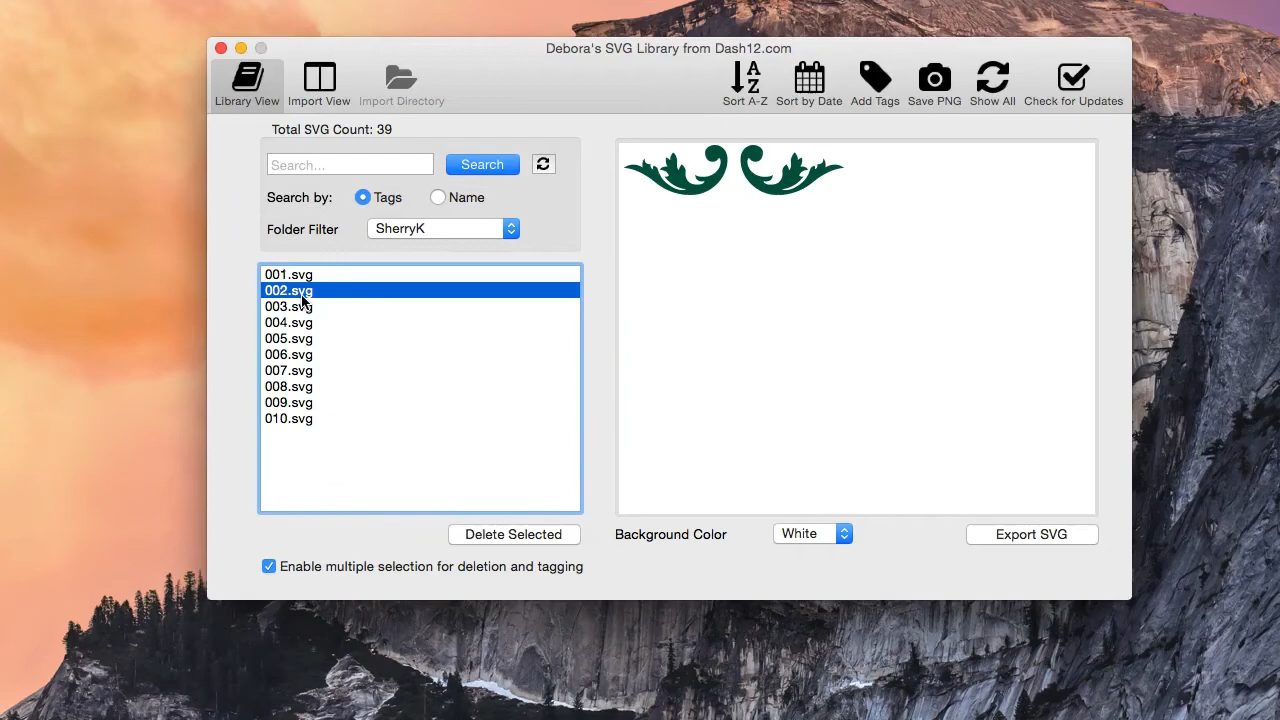 Debora's SVG Library from Dash12.com
Library View Import View Import Directory Sort A-Z Sort by Date Add Tags Save PNG Show All Check for Updates
Total SVG Count: 39
Search... Search
Search by: Tags Name
Folder Filter SherryK
001.svg
002.svg
003.svg
004.svg
005.svg
006.svg
007.svg
008.svg
009.svg
010.svg
Delete Selected Background Color White Export SVG
Enable multiple selection for deletion and tagging